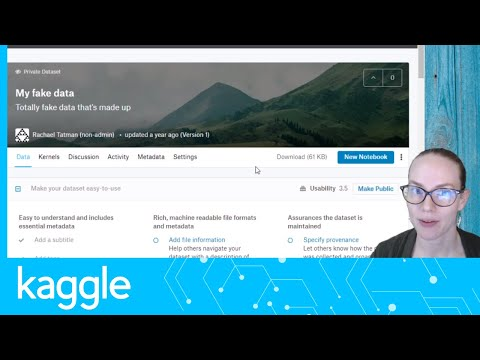 Private Dataset
0
My fake data
Totally fake data that's made up
Rachael Tatman (non-admin) • updated a year ago (Version 1)
Data Kernels Discussion Activity Metadata Settings Download (61 KB) New Notebook
Make your dataset easy-to-use Usability 3.5 Make Public
Easy to understand and includes essential metadata
Add a subtitle
Rich, machine readable file formats and metadata
Add file information
Help others navigate your
dataset with a description of
Assurances the dataset is maintained
Specify provenance
Let others know how the
was collected and
kaggle